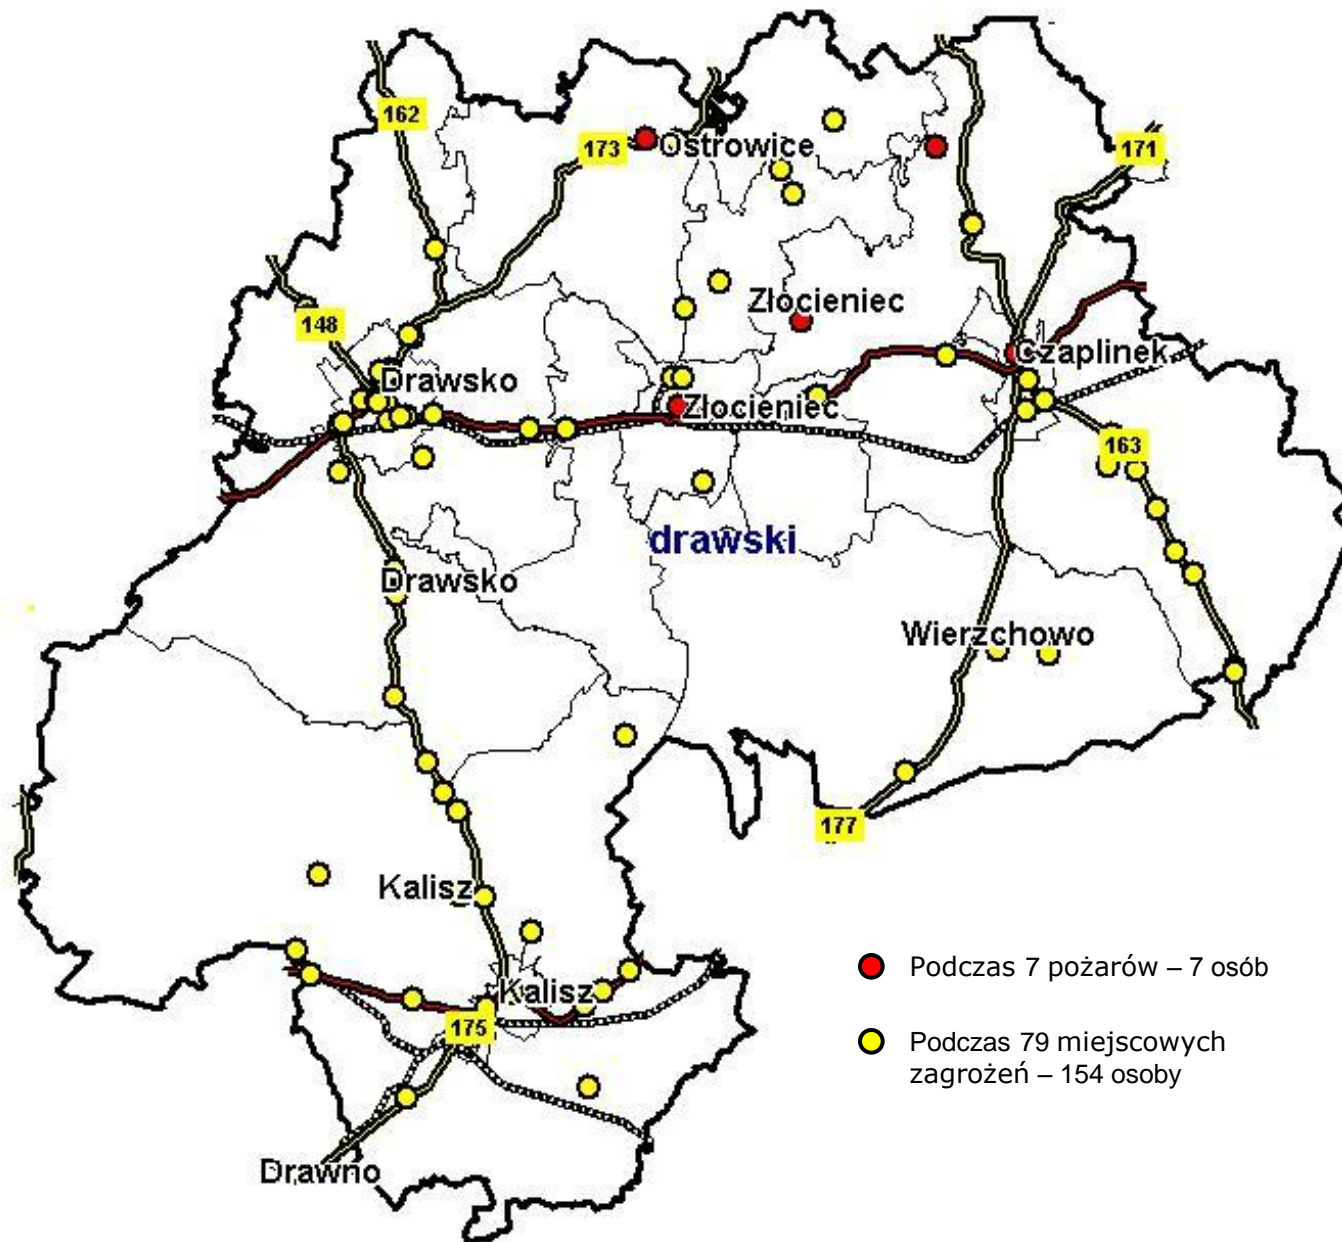 162
173
Ostrowice
171
148
Złocieniec
Czaplinek
Drawsko
Złocieniec
163
drawski
Drawsko
Wierzchowo
177
Kalisz
Kalisz
175
Drawno
Podczas 7 pożarów – 7 osób
Podczas 79 miejscowych
zagrożeń – 154 osoby